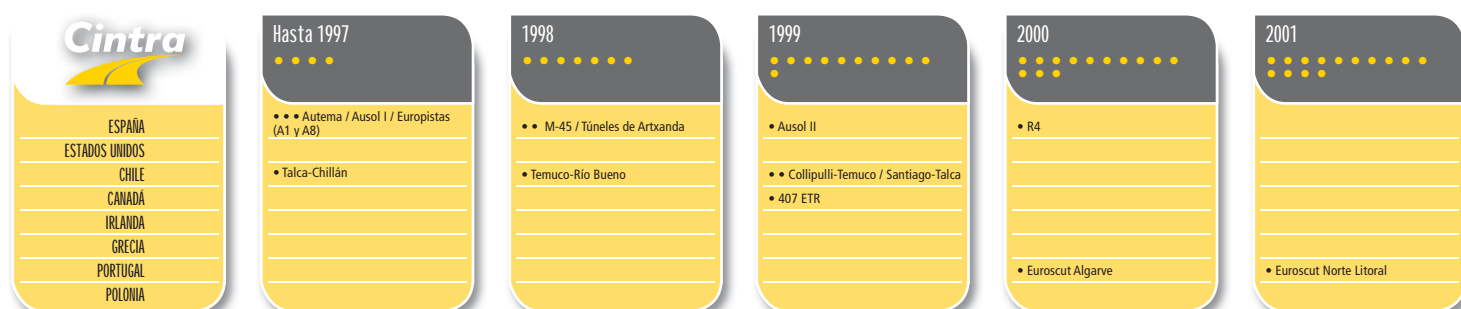 Cintra
ESPAÑA
ESTADOS UNIDOS
CHILE
CANADÁ
IRLANDA
GRECIA
PORTUGAL
POLONIA
Hasta 1997
• • • •
• • • Autema / Ausol I / Europistas
(A1 y A8)
• Talca-Chillán
1998
• • • • • • •
• • M-45 / Túneles de Artxanda
• Temuco-Río Bueno
1999
• • • • • • • • • •
•
• Ausol II
• • Collipulli-Temuco / Santiago-Talca
• 407 ETR
2000
• • • • • • • • • •
• • •
• R4
• Euroscut Algarve
2001
• • • • • • • • • •
• • • •
• Euroscut Norte Litoral